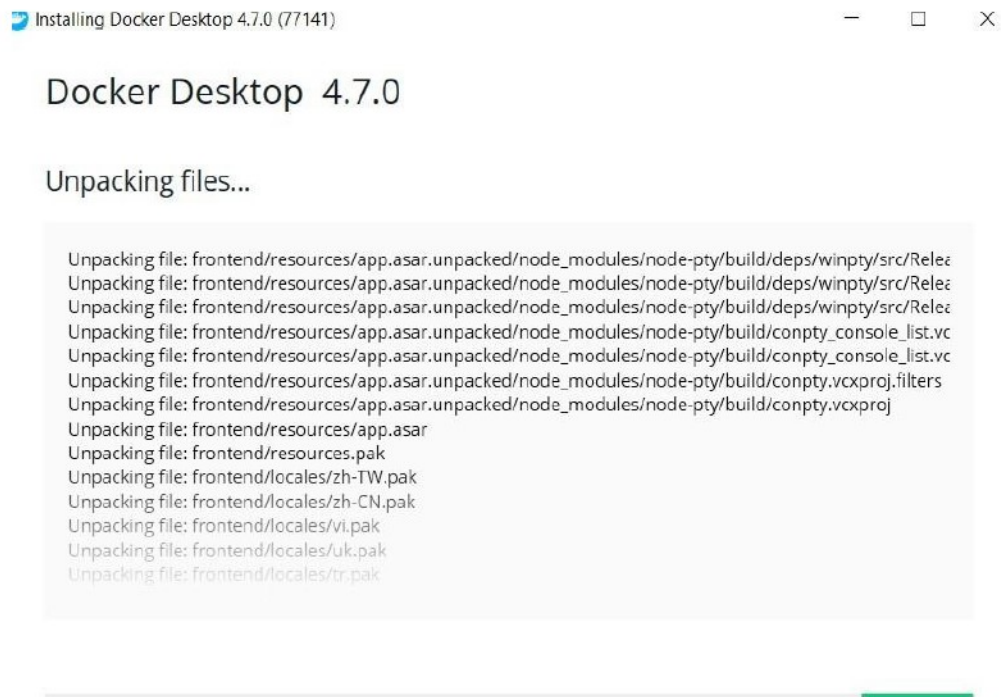 Installing Docker Desktop 4.7.0 (77141)
Docker Desktop 4.7.0
Unpacking files...
Unpacking file: frontend/resources/app.asar.unpacked/node_modules/node-pty/build/deps/winpty/src/Relea
Unpacking file: frontend/resources/app.asar.unpacked/node_modules/node-pty/build/deps/winpty/src/Relea
Unpacking file: frontend/resources/app.asar.unpacked/node_modules/node-pty/build/deps/winpty/src/Relea
Unpacking file: frontend/resources/app.asar.unpacked/node_modules/node-pty/build/conpty_console_list.vc
Unpacking file: frontend/resources/app.asar.unpacked/node_modules/node-pty/build/conpty_console_list.vc
Unpacking file: frontend/resources/app.asar.unpacked/node_modules/node-pty/build/conpty.vcxproj.filters
Unpacking file: frontend/resources/app.asar.unpacked/node_modules/node-pty/build/conpty.vcxproj
Unpacking file: frontend/resources/app.asar
Unpacking file: frontend/resources.pak
Unpacking file: frontend/locales/zh-TW.pak
Unpacking file: frontend/locales/zh-CN.pak
Unpacking file: frontend/locales/vi.pak
Unpacking file: frontend/locales/uk.pak
Unpacking file: frontend/locales/tr.pak